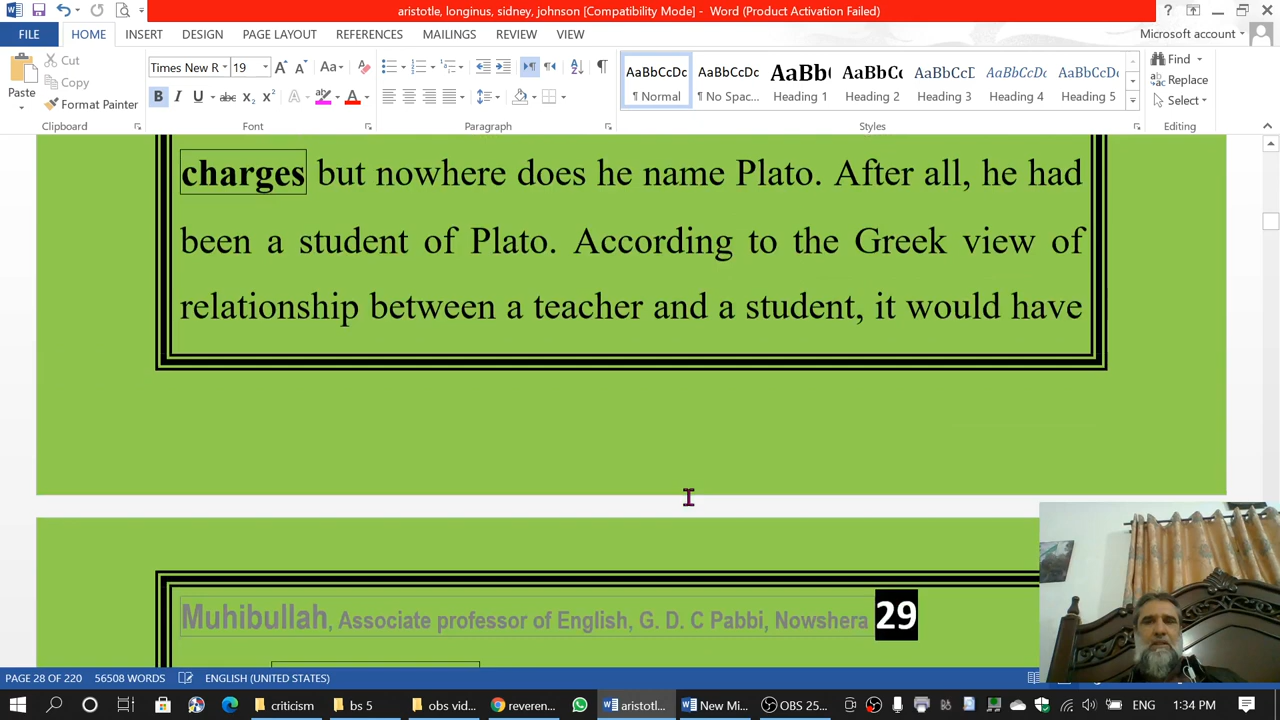 aristotle, longinus, sidney, johnson [Compatibility Mode] - Word (Product Activation Failed)
FILE HOME INSERT DESIGN PAGE LAYOUT REFERENCES MAILINGS REVIEW VIEW Microsoft account
Cut
Copy
Format Painter
Paste
Times New R 19
Clipboard Font Paragraph Styles Editing
AaBbCcDc AaBbCcDc AaBb( AaBbCc AaBbCcD AaBbCcD AaBbCcDc
¶ Normal ¶ No Spac... Heading 1 Heading 2 Heading 3 Heading 4 Heading 5
Find
Replace
Select
charges but nowhere does he name Plato. After all, he had
been a student of Plato. According to the Greek view of
relationship between a teacher and a student, it would have
Muhibullah, Associate professor of English, G. D. C Pabbi, Nowshera 29
PAGE 28 OF 220 56508 WORDS ENGLISH (UNITED STATES)
criticism bs 5 obs vid... reveren... aristotl... New Mi... OBS 25.... ENG 1:34 PM